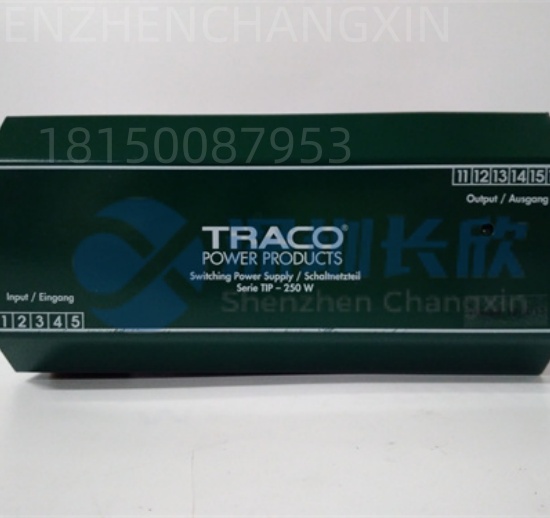 ENZHENCHANGXIN
18150087953
11 12 13 14 15
Output / Ausgang
TRACO®
POWER PRODUCTS
Switching Power Supply / Schaltnetzteil
Serie TIP – 250 W
深圳长欣
Shenzhen Changxin
Input / Eingang
1 2 3 4 5